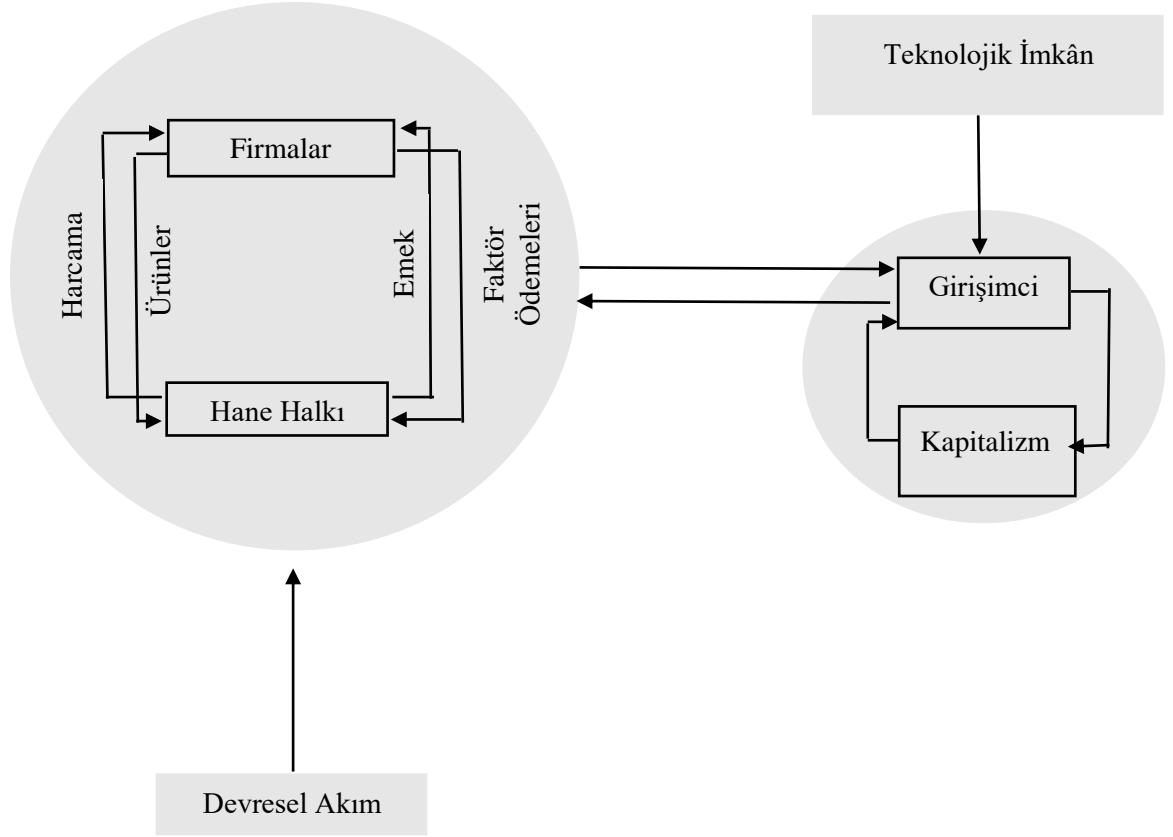 Teknolojik İmkân
Firmalar
Harcama
Ürünler
Emek
Faktör
Ödemeleri
Girişimci
Hane Halkı
Kapitalizm
Devresel Akım